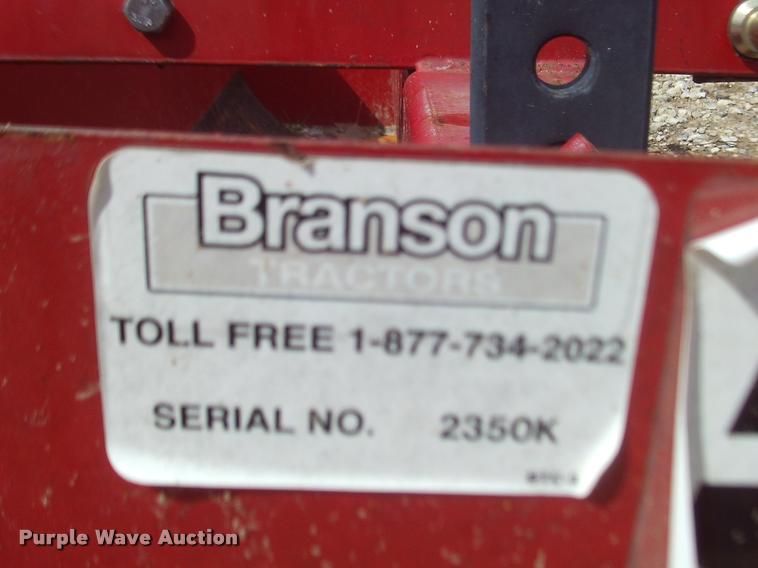 Branson
TRACTORS
TOLL FREE 1-877-734-2022
SERIAL NO. 2350K
Purple Wave Auction